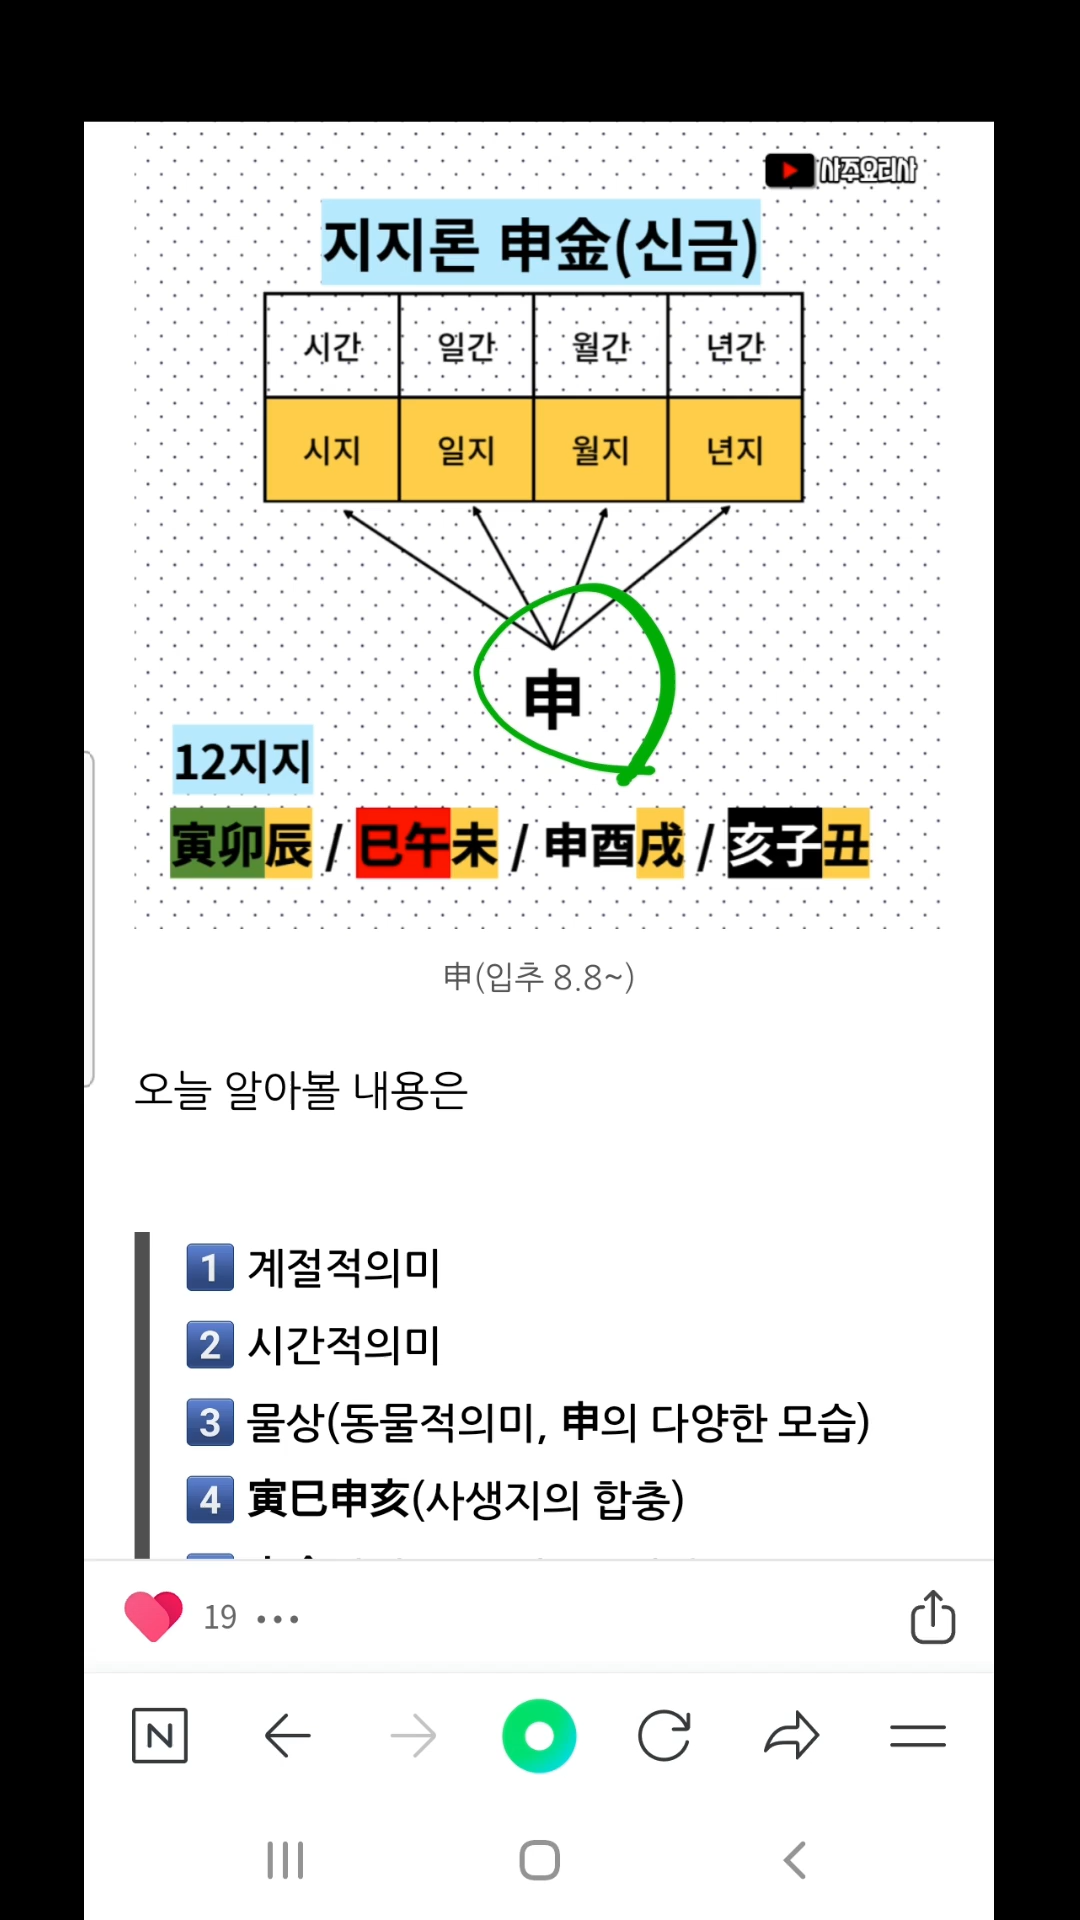 사주요리사
지지론 申金(신금)
시간 일간 월간 년간
시지 일지 월지 년지
申
12지지
寅卯辰 / 巳午未 / 申酉戌 / 亥子丑
申(입추 8.8~)
오늘 알아볼 내용은
1 계절적의미
2 시간적의미
3 물상(동물적의미, 申의 다양한 모습)
4 寅巳申亥(사생지의 합충)
19
N